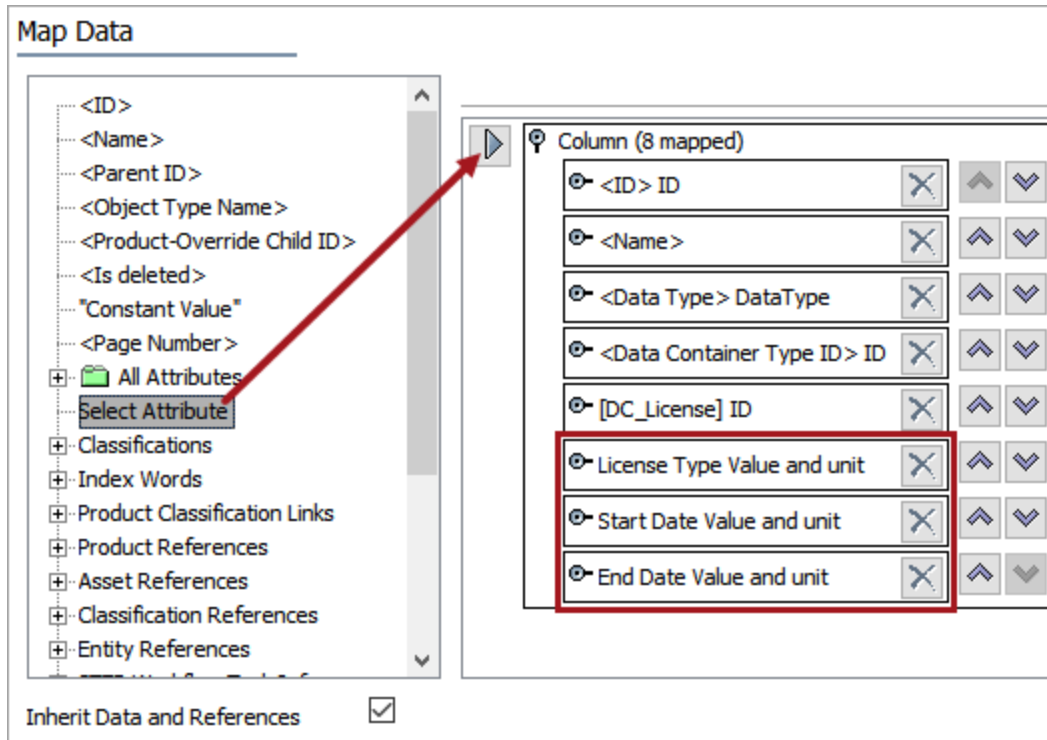 Map Data
<ID>
<Name>
<Parent ID>
<Object Type Name>
<Product-Override Child ID>
<Is deleted>
"Constant Value"
<Page Number>
All Attributes
Select Attribute
Classifications
Index Words
Product Classification Links
Product References
Asset References
Classification References
Entity References
Column (8 mapped)
<ID> ID
<Name>
<Data Type> DataType
<Data Container Type ID> ID
[DC_License] ID
License Type Value and unit
Start Date Value and unit
End Date Value and unit
Inherit Data and References